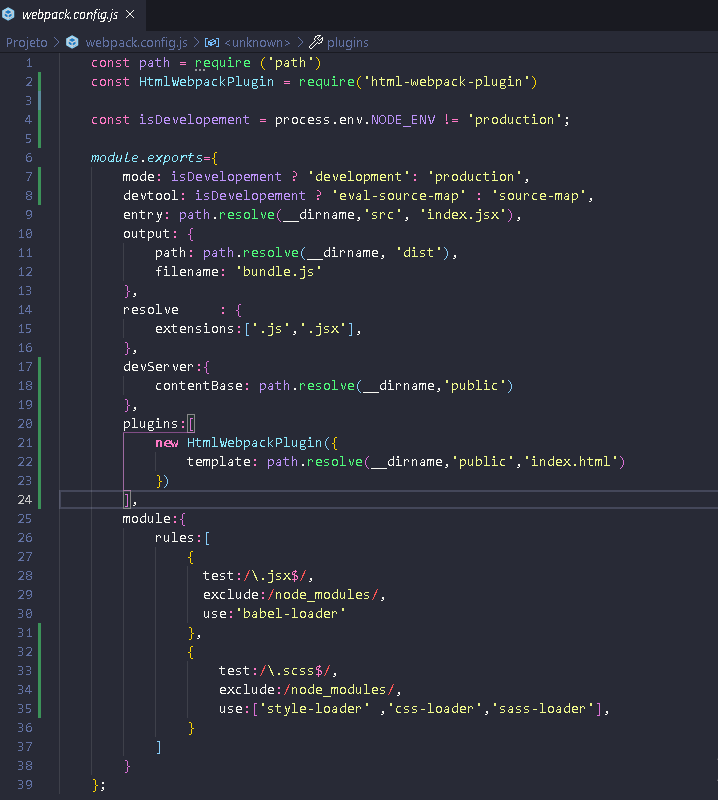 webpack.config.js ×
Projeto > webpack.config.js > <unknown> > plugins
1 const path = require ('path')
2 const HtmlWebpackPlugin = require('html-webpack-plugin')
3
4 const isDevelopement = process.env.NODE_ENV != 'production';
5
6 module.exports={
7 mode: isDevelopement ? 'development': 'production',
8 devtool: isDevelopement ? 'eval-source-map' : 'source-map',
9 entry: path.resolve(__dirname,'src', 'index.jsx'),
10 output: {
11 path: path.resolve(__dirname, 'dist'),
12 filename: 'bundle.js'
13 },
14 resolve : {
15 extensions:['.js','.jsx'],
16 },
17 devServer:{
18 contentBase: path.resolve(__dirname,'public')
19 },
20 plugins:[
21 new HtmlWebpackPlugin({
22 template: path.resolve(__dirname,'public','index.html')
23 })
24 ],
25 module:{
26 rules:[
27 {
28 test:/\.jsx$/,
29 exclude:/node_modules/,
30 use:'babel-loader'
31 },
32 {
33 test:/\.scss$/,
34 exclude:/node_modules/,
35 use:['style-loader' ,'css-loader','sass-loader'],
36 }
37 ]
38 }
39 };